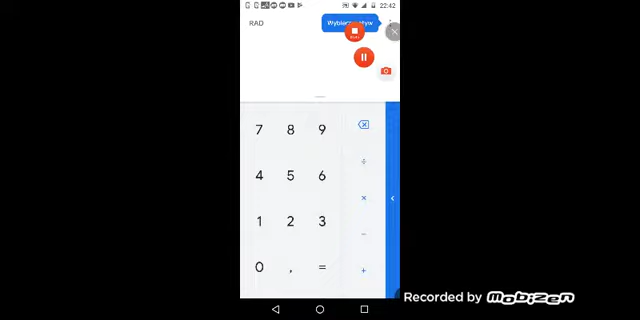 22:42
RAD
7 8 9
÷
4 5 6
×
1 2 3
−
0 , =
+
Recorded by mobizen